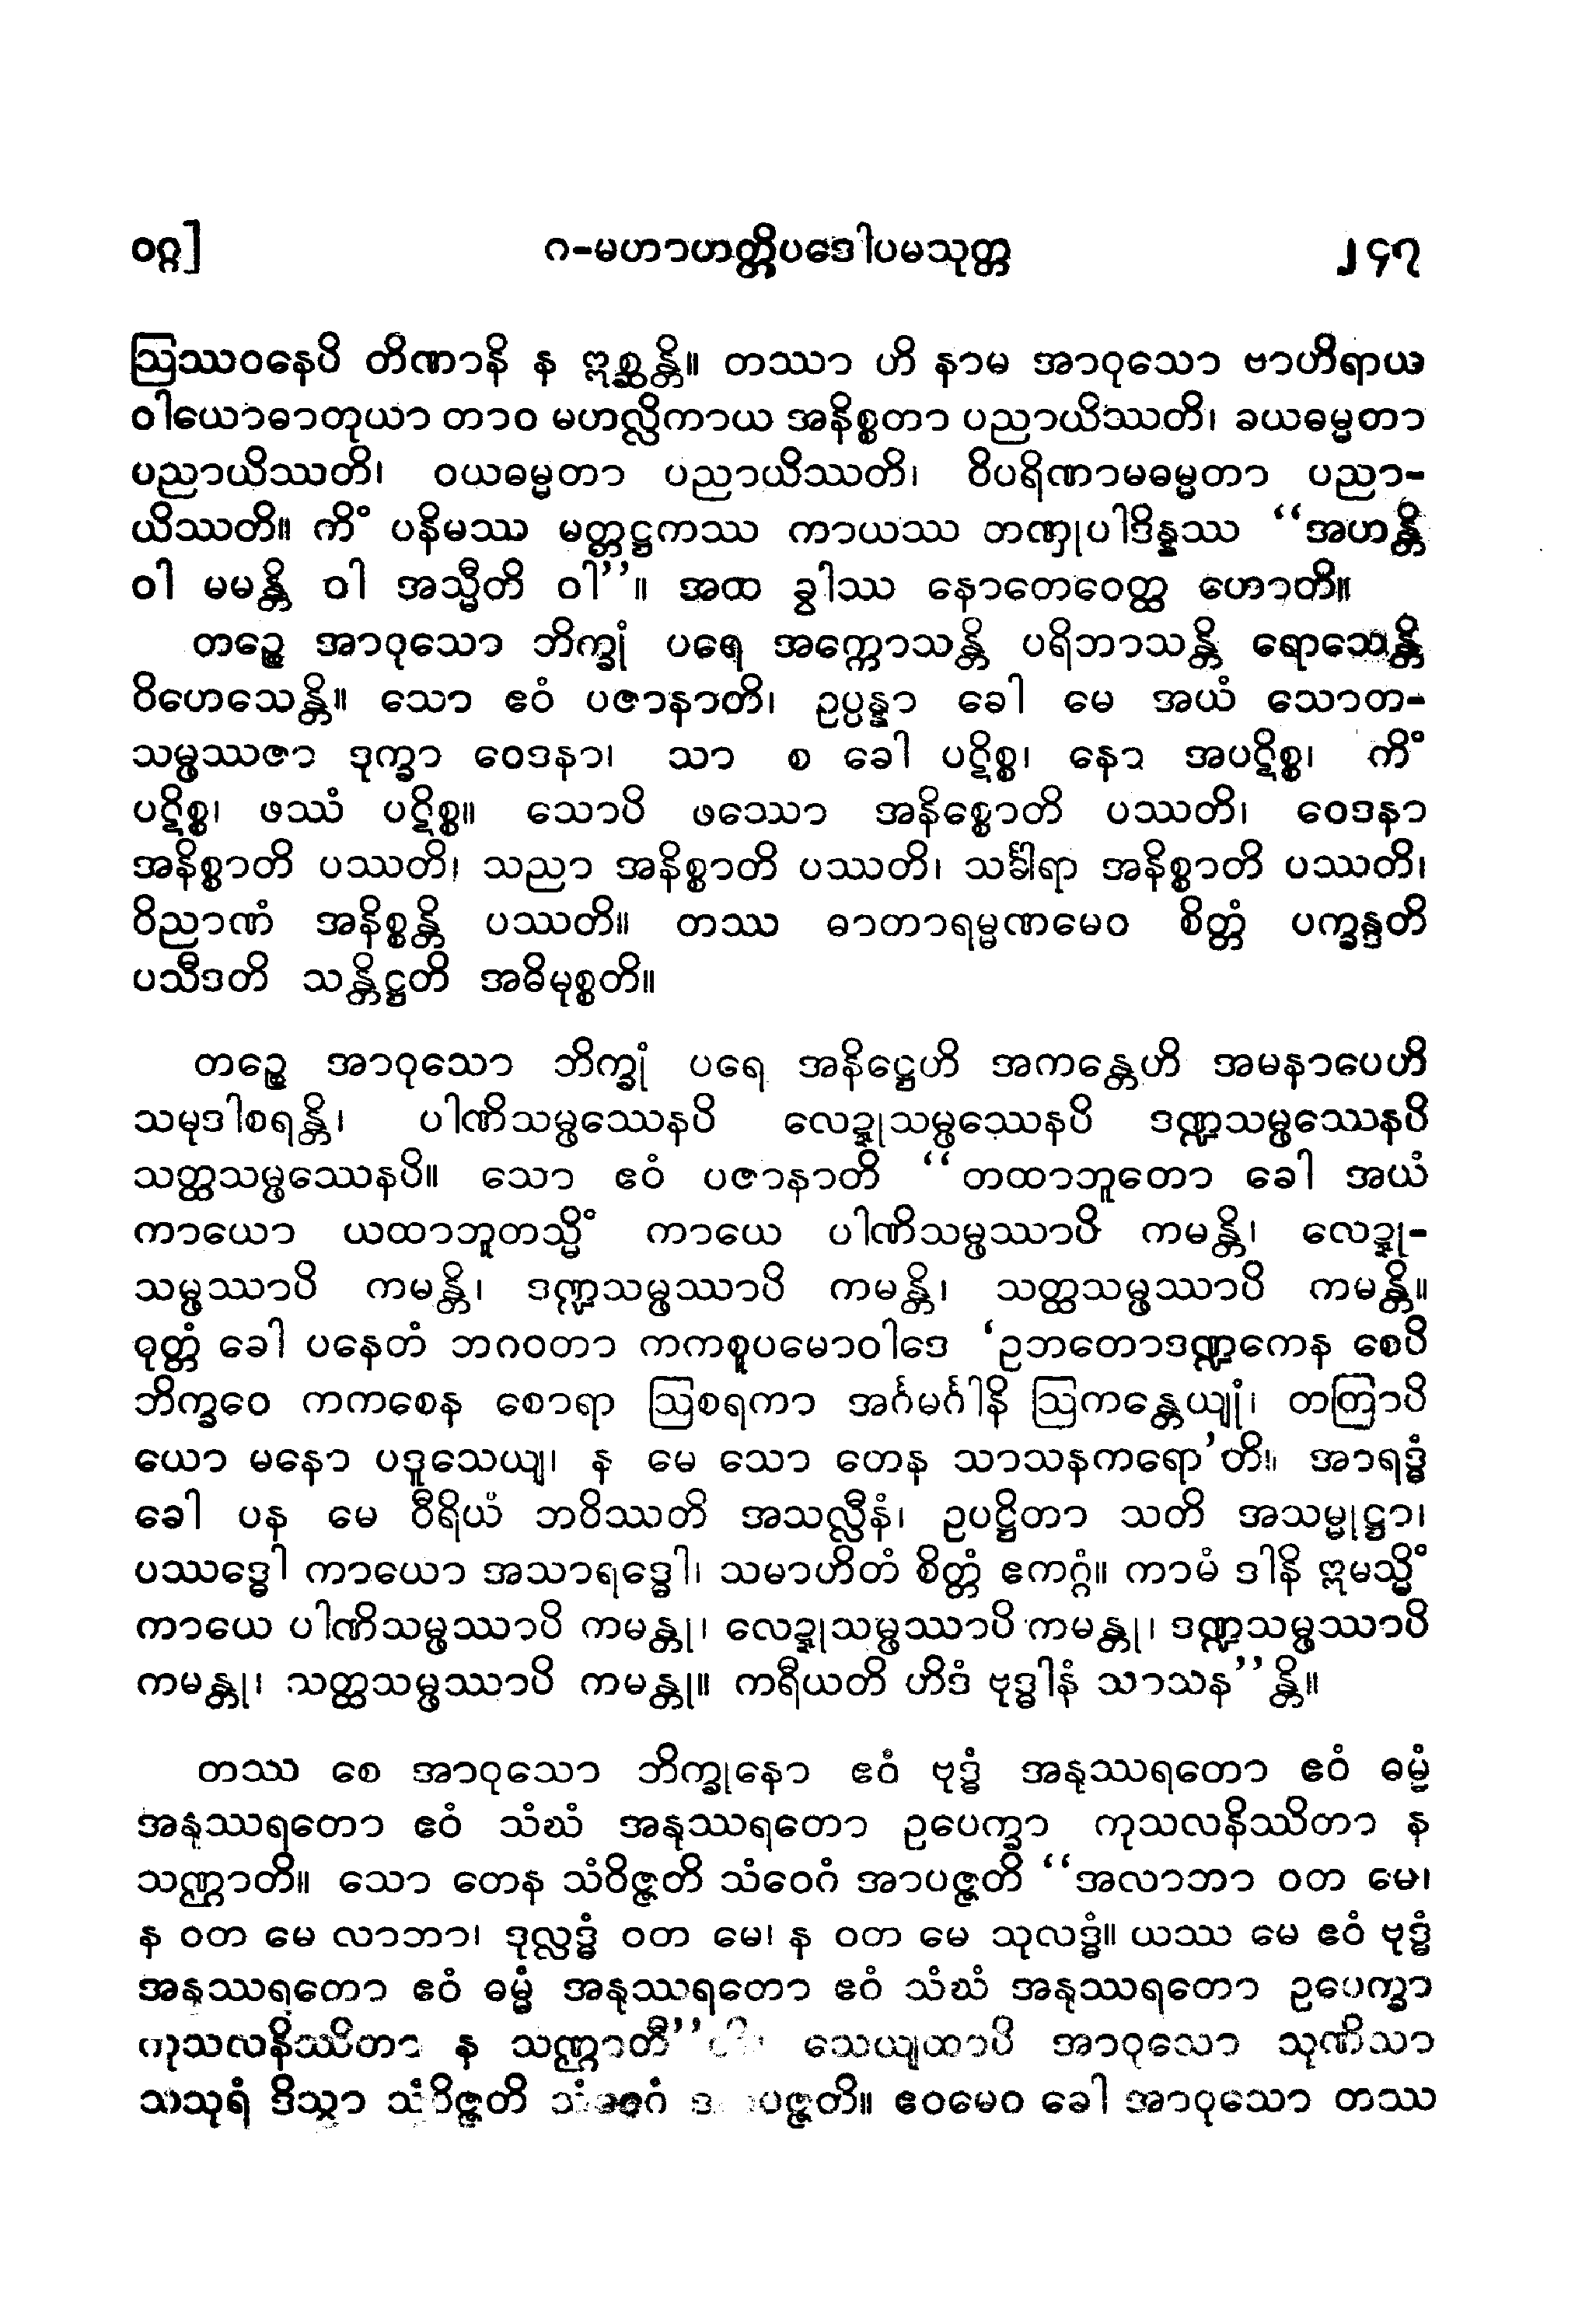 ဝဂ္ဂ]
ဂ-မဟာဟတ္ထိပဒေါပမသုတ္တ
၂၄၇
ဩဿဝနေပိ တိဏာနိ န ဣစ္ဆန္တိ။ တဿာ ဟိ နာမ အာဝုသော ဗာဟိရာယ
ဝါယောဓာတုယာ တာဝ မဟလ္လိကာယ အနိစ္စတာ ပညာယိဿတိ၊ ခယဓမ္မတာ
ပညာယိဿတိ၊ ဝယဓမ္မတာ ပညာယိဿတိ၊ ဝိပရိဏာမဓမ္မတာ ပညာ-
ယိဿတိ။ ကိံ ပနိမဿ မတ္တဋ္ဌကဿ ကာယဿ တဏှုပါဒိန္နဿ “အဟန္တိ
ဝါ မမန္တိ ဝါ အသ္မီတိ ဝါ”။ အထ ခွါဿ နောတေဝေတ္ထ ဟောတိ။
တဉ္စေ အာဝုသော ဘိက္ခုံ ပရေ အက္ကောသန္တိ ပရိဘာသန္တိ ရောသေန္တိ
ဝိဟေသေန္တိ။ သော ဧဝံ ပဇာနာတိ၊ ဥပ္ပန္နာ ခေါ မေ အယံ သောတ-
သမ္ဖဿဇာ ဒုက္ခာ ဝေဒနာ၊ သာ စ ခေါ ပဋိစ္စ၊ နော အပဋိစ္စ၊ ကိံ
ပဋိစ္စ၊ ဖဿံ ပဋိစ္စ။ သောပိ ဖဿော အနိစ္စောတိ ပဿတိ၊ ဝေဒနာ
အနိစ္စာတိ ပဿတိ၊ သညာ အနိစ္စာတိ ပဿတိ၊ သင်္ခါရာ အနိစ္စာတိ ပဿတိ၊
ဝိညာဏံ အနိစ္စန္တိ ပဿတိ။ တဿ ဓာတာရမ္မဏမေဝ စိတ္တံ ပက္ခန္ဒတိ
ပသီဒတိ သန္တိဋ္ဌတိ အဓိမုစ္စတိ။
တဉ္စေ အာဝုသော ဘိက္ခုံ ပရေ အနိဋ္ဌေဟိ အကန္တေဟိ အမနာပေဟိ
သမုဒါစရန္တိ၊ ပါဏိသမ္ဖဿေနပိ လေဍ္ဍုသမ္ဖဿေနပိ ဒဏ္ဍသမ္ဖဿေနပိ
သတ္ထသမ္ဖဿေနပိ။ သော ဧဝံ ပဇာနာတိ “တထာဘူတော ခေါ အယံ
ကာယော ယထာဘူတသ္မိံ ကာယေ ပါဏိသမ္ဖဿာပိ ကမန္တိ၊ လေဍ္ဍု-
သမ္ဖဿာပိ ကမန္တိ၊ ဒဏ္ဍသမ္ဖဿာပိ ကမန္တိ၊ သတ္ထသမ္ဖဿာပိ ကမန္တိ။
ဝုတ္တံ ခေါ ပနေတံ ဘဂဝတာ ကကစူပမောဝါဒေ ‘ဥဘတောဒဏ္ဍကေန စေပိ
ဘိက္ခဝေ ကကစေန စောရာ ဩစရကာ အင်္ဂမင်္ဂါနိ ဩကန္တေယျုံ၊ တတြာပိ
ယော မနော ပဒူသေယျ၊ န မေ သော တေန သာသနကရော’တိ။ အာရဒ္ဓံ
ခေါ ပန မေ ဝီရိယံ ဘဝိဿတိ အသလ္လီနံ၊ ဥပဋ္ဌိတာ သတိ အသမ္မုဋ္ဌာ၊
ပဿဒ္ဓေါ ကာယော အသာရဒ္ဓေါ၊ သမာဟိတံ စိတ္တံ ဧကဂ္ဂံ။ ကာမံ ဒါနိ ဣမသ္မိံ
ကာယေ ပါဏိသမ္ဖဿာပိ ကမန္တု၊ လေဍ္ဍုသမ္ဖဿာပိ ကမန္တု၊ ဒဏ္ဍသမ္ဖဿာပိ
ကမန္တု၊ သတ္ထသမ္ဖဿာပိ ကမန္တု။ ကရီယတိ ဟိဒံ ဗုဒ္ဓါနံ သာသန”န္တိ။
တဿ စေ အာဝုသော ဘိက္ခုနော ဧဝံ ဗုဒ္ဓံ အနုဿရတော ဧဝံ ဓမ္မံ
အနုဿရတော ဧဝံ သံဃံ အနုဿရတော ဥပေက္ခာ ကုသလနိဿိတာ န
သဏ္ဌာတိ။ သော တေန သံဝိဇ္ဇတိ သံဝေဂံ အာပဇ္ဇတိ “အလာဘာ ဝတ မေ၊
န ဝတ မေ လာဘာ၊ ဒုလ္လဒ္ဓံ ဝတ မေ၊ န ဝတ မေ သုလဒ္ဓံ။ ယဿ မေ ဧဝံ ဗုဒ္ဓံ
အနုဿရတော ဧဝံ ဓမ္မံ အနုဿရတော ဧဝံ သံဃံ အနုဿရတော ဥပေက္ခာ
ကုသလနိဿိတာ န သဏ္ဌာတီ” သေယျထာပိ အာဝုသော သုဏိသာ
သသုရံ ဒိသွာ သံဝိဇ္ဇတိ သံဝေဂံ အာပဇ္ဇတိ။ ဧဝမေဝ ခေါ အာဝုသော တဿ